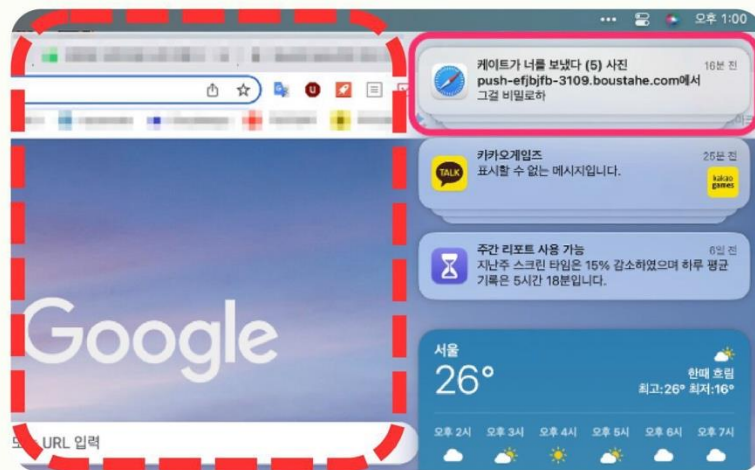 오후 1:00
케이트가 너를 보냈다 (5) 사진
16분 전
push-efjbjfb-3109.boustahe.com에서
그걸 비밀로하
TALK
카카오게임즈
25분 전
표시할 수 없는 메시지입니다.
kakao
games
주간 리포트 사용 가능
6일 전
지난주 스크린 타임은 15% 감소하였으며 하루 평균
기록은 5시간 18분입니다.
Google
URL 입력
서울
26°
한때 흐림
최고:26° 최저:16°
오후 2시 오후 3시 오후 4시 오후 5시 오후 6시 오후 7시